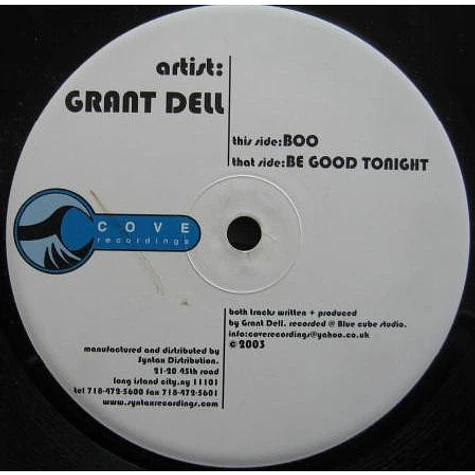 artist:
GRANT DELL
this side:BOO
that side:BE GOOD TONIGHT
COVE
recordings
both tracks written + produced
by Grant Dell. recorded @ Blue cube studio.
info:coverecordings@yahoo.co.uk
© 2003
manufactured and distributed by
Syntax Distribution.
21-20 45th road
long island city.ny 11101
tel 718-472-5600 fax 718-472-5601
www.syntaxrecordings.com